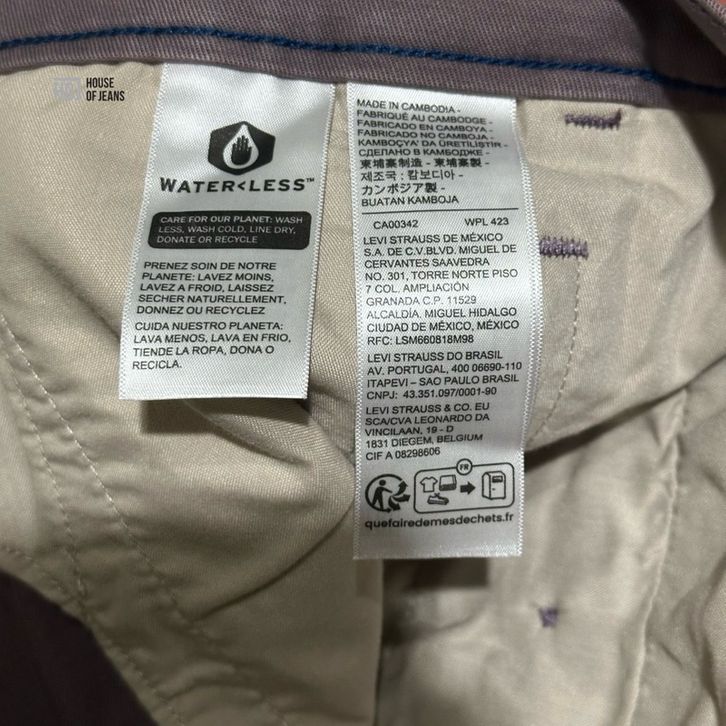 HOUSE
OF JEANS
WATER<LESS™
CARE FOR OUR PLANET: WASH
LESS, WASH COLD, LINE DRY,
DONATE OR RECYCLE
PRENEZ SOIN DE NOTRE
PLANETE: LAVEZ MOINS,
LAVEZ A FROID, LAISSEZ
SECHER NATURELLEMENT,
DONNEZ OU RECYCLEZ
CUIDA NUESTRO PLANETA:
LAVA MENOS, LAVA EN FRIO,
TIENDE LA ROPA, DONA O
RECICLA.
MADE IN CAMBODIA -
FABRIQUÉ AU CAMBODGE -
FABRICADO EN CAMBOYA -
FABRICADO NO CAMBOJA -
KAMBOÇYA' DA ÜRETILIŞTIR -
СДЕЛАНО В КАМБОДЖЕ -
東埔寨制造 - 東埔寨製 -
제조국 : 캄보디아 -
カンボジア製 -
BUATAN KAMBOJA
CA00342 WPL 423
LEVI STRAUSS DE MÉXICO
S.A. DE C.V.BLVD. MIGUEL DE
CERVANTES SAAVEDRA
NO. 301, TORRE NORTE PISO
7 COL. AMPLIACIÓN
GRANADA C.P. 11529
ALCALDÍA. MIGUEL HIDALGO
CIUDAD DE MÉXICO, MÉXICO
RFC: LSM660818M98
LEVI STRAUSS DO BRASIL
AV. PORTUGAL, 400 06690-110
ITAPEVI – SAO PAULO BRASIL
CNPJ: 43.351.097/0001-90
LEVI STRAUSS & CO. EU
SCA/CVA LEONARDO DA
VINCILAAN, 19 - D
1831 DIEGEM, BELGIUM
CIF A 08298606
FR
quefairedemesdechets.fr